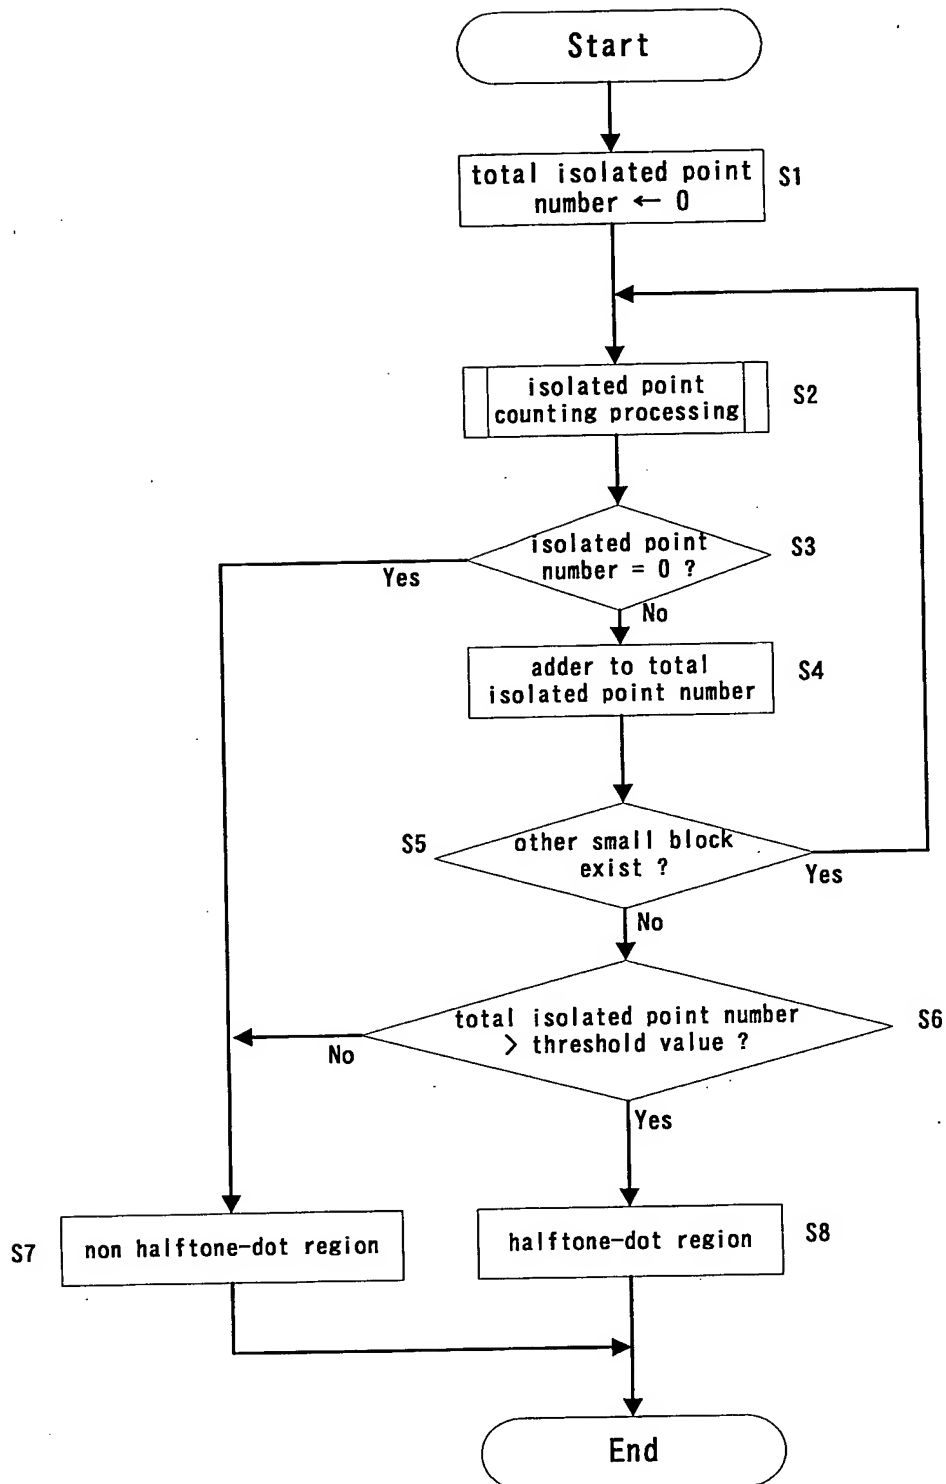 Start
total isolated point
number ← 0
S1
isolated point
counting processing
S2
isolated point
number = 0 ?
S3
Yes
No
adder to total
isolated point number
S4
other small block
exist ?
S5
Yes
No
total isolated point number
> threshold value ?
S6
No
Yes
S7
non halftone-dot region
halftone-dot region
S8
End